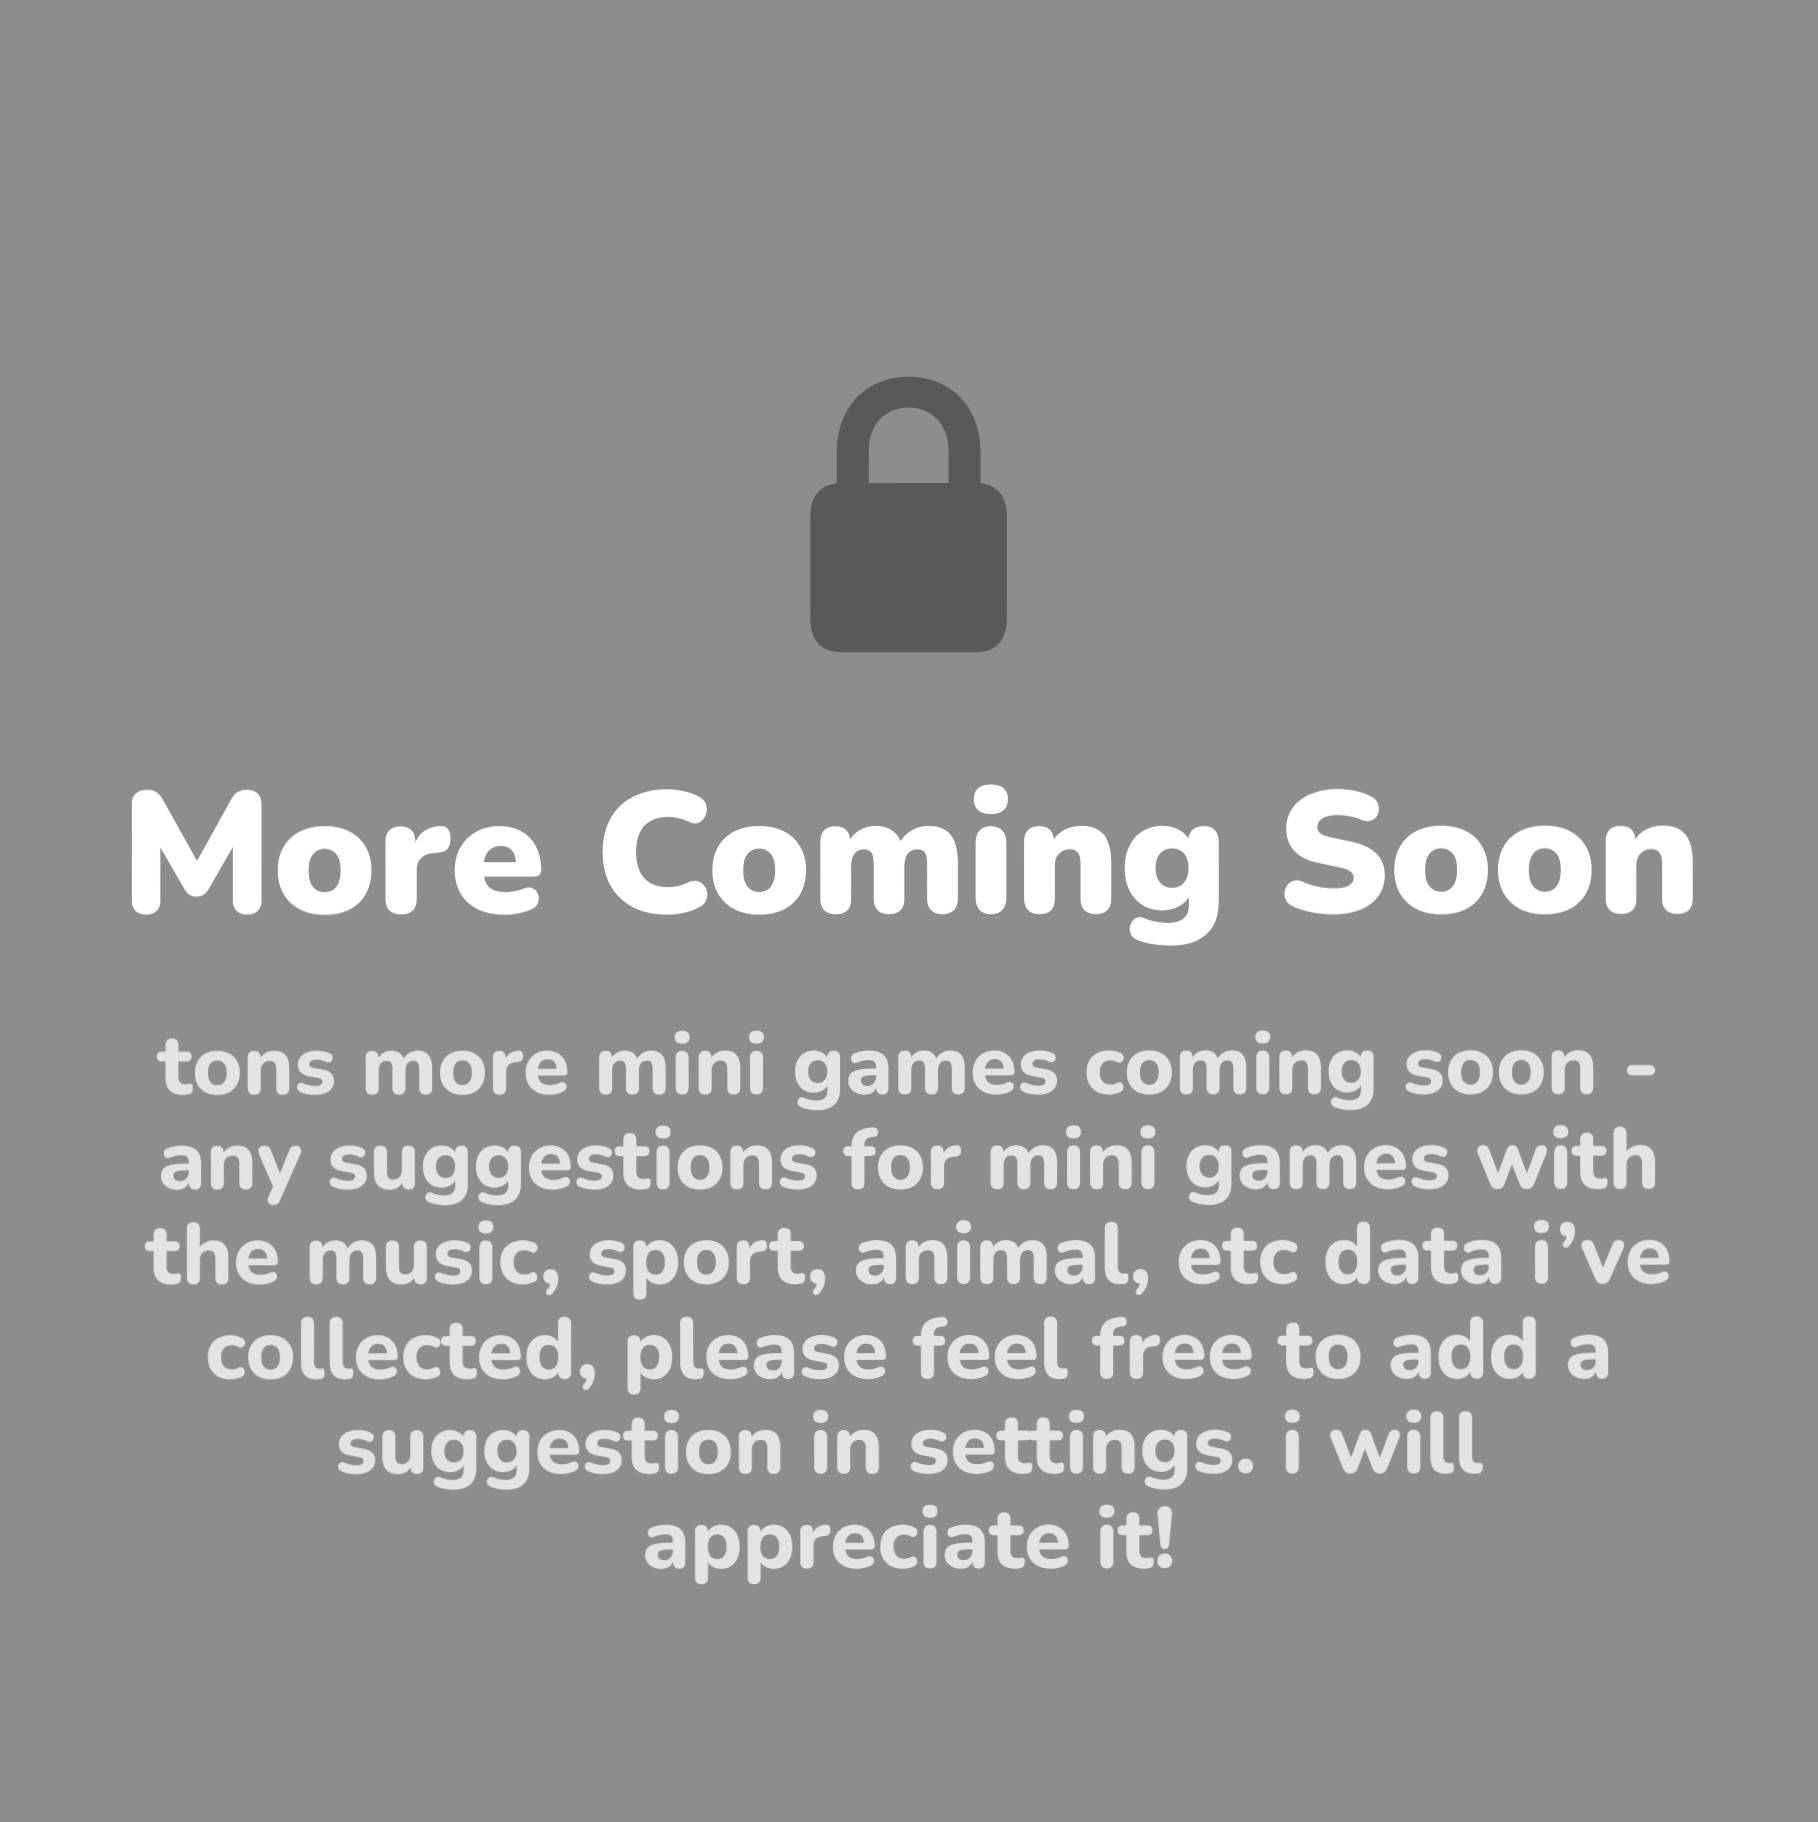 More Coming Soon
tons more mini games coming soon -
any suggestions for mini games with
the music, sport, animal, etc data i’ve
collected, please feel free to add a
suggestion in settings. i will
appreciate it!